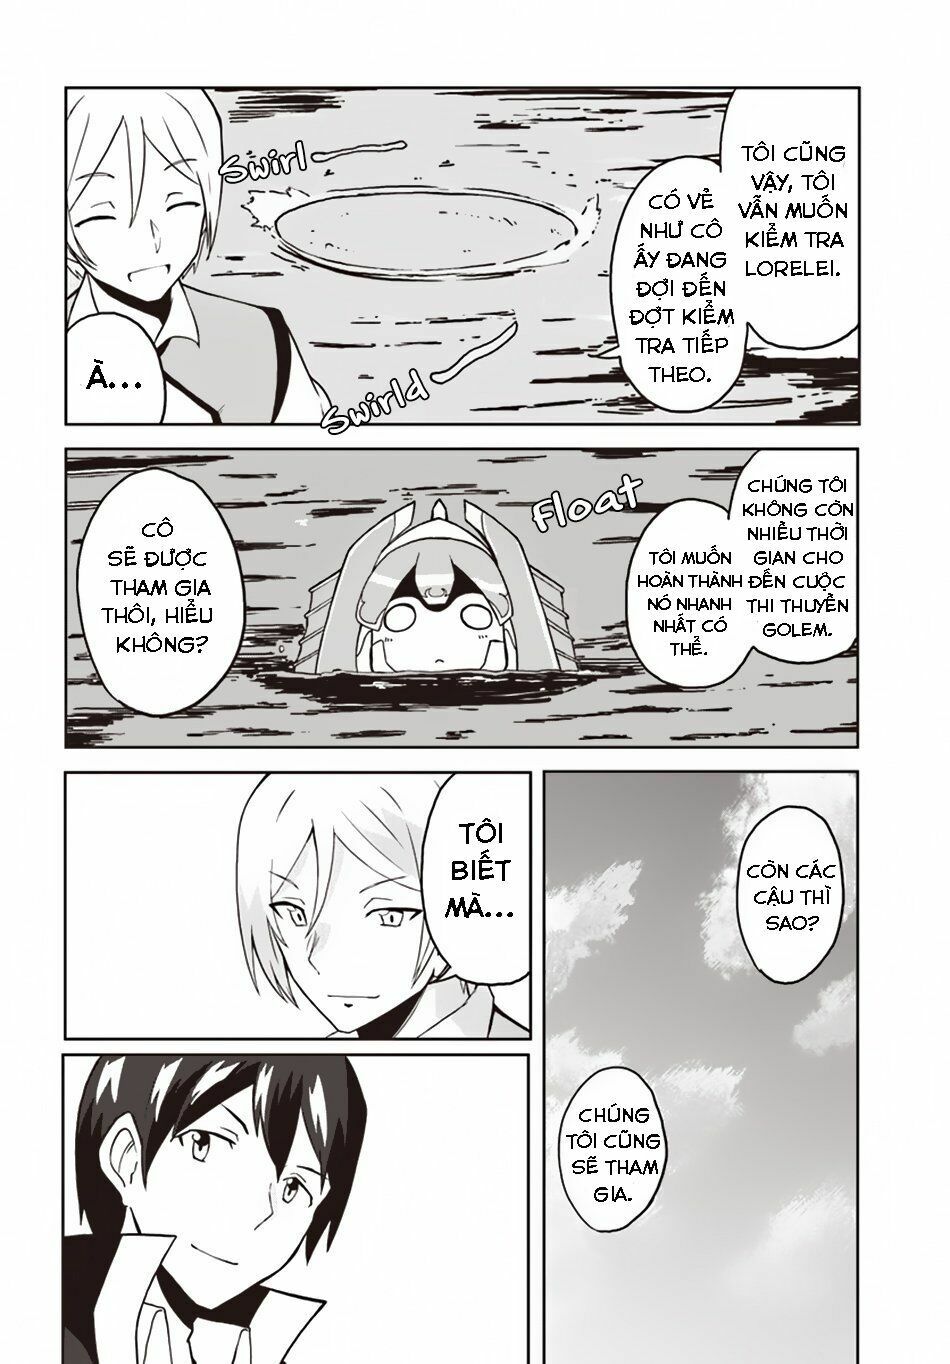 TÔI CŨNG
VẬY, TÔI
VẪN MUỐN
KIỂM TRA
LORELEI.
CÓ VẺ
NHƯ CÔ
ẤY ĐANG
ĐỢI ĐẾN
ĐỢT KIỂM
TRA TIẾP
THEO.
Swirl
À...
Swirld
CHÚNG TÔI
KHÔNG CÒN
NHIỀU THỜI
GIAN CHO
ĐẾN CUỘC
THI THUYỀN
GOLEM.
TÔI MUỐN
HOÀN THÀNH
NÓ NHANH
NHẤT CÓ
THỂ.
Float
CÔ
SẼ ĐƯỢC
THAM GIA
THÔI, HIỂU
KHÔNG?
CÒN CÁC
CẬU THÌ
SAO?
CHÚNG
TÔI CŨNG
SẼ THAM
GIA.
TÔI
BIẾT
MÀ...